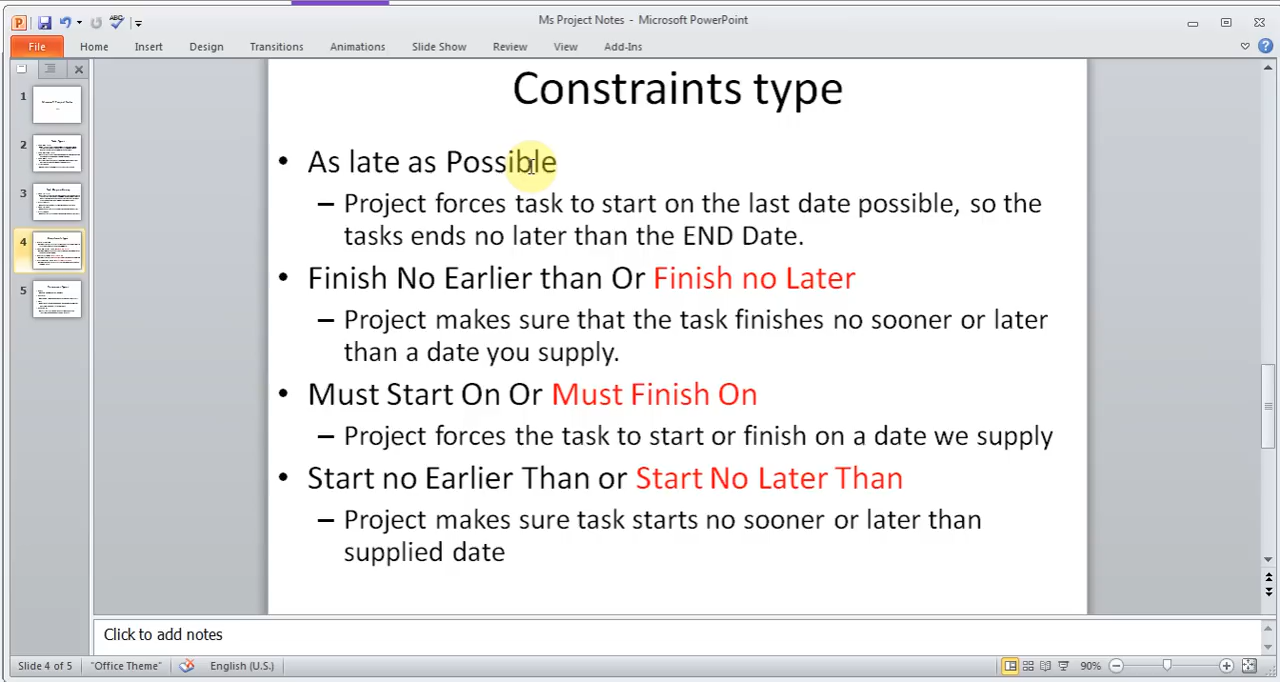 Ms Project Notes - Microsoft PowerPoint
File Home Insert Design Transitions Animations Slide Show Review View Add-Ins
Constraints type
• As late as Possible
– Project forces task to start on the last date possible, so the
tasks ends no later than the END Date.
• Finish No Earlier than Or Finish no Later
– Project makes sure that the task finishes no sooner or later
than a date you supply.
• Must Start On Or Must Finish On
– Project forces the task to start or finish on a date we supply
• Start no Earlier Than or Start No Later Than
– Project makes sure task starts no sooner or later than
supplied date
1
2
3
4
5
Click to add notes
Slide 4 of 5 "Office Theme" English (U.S.) 90%